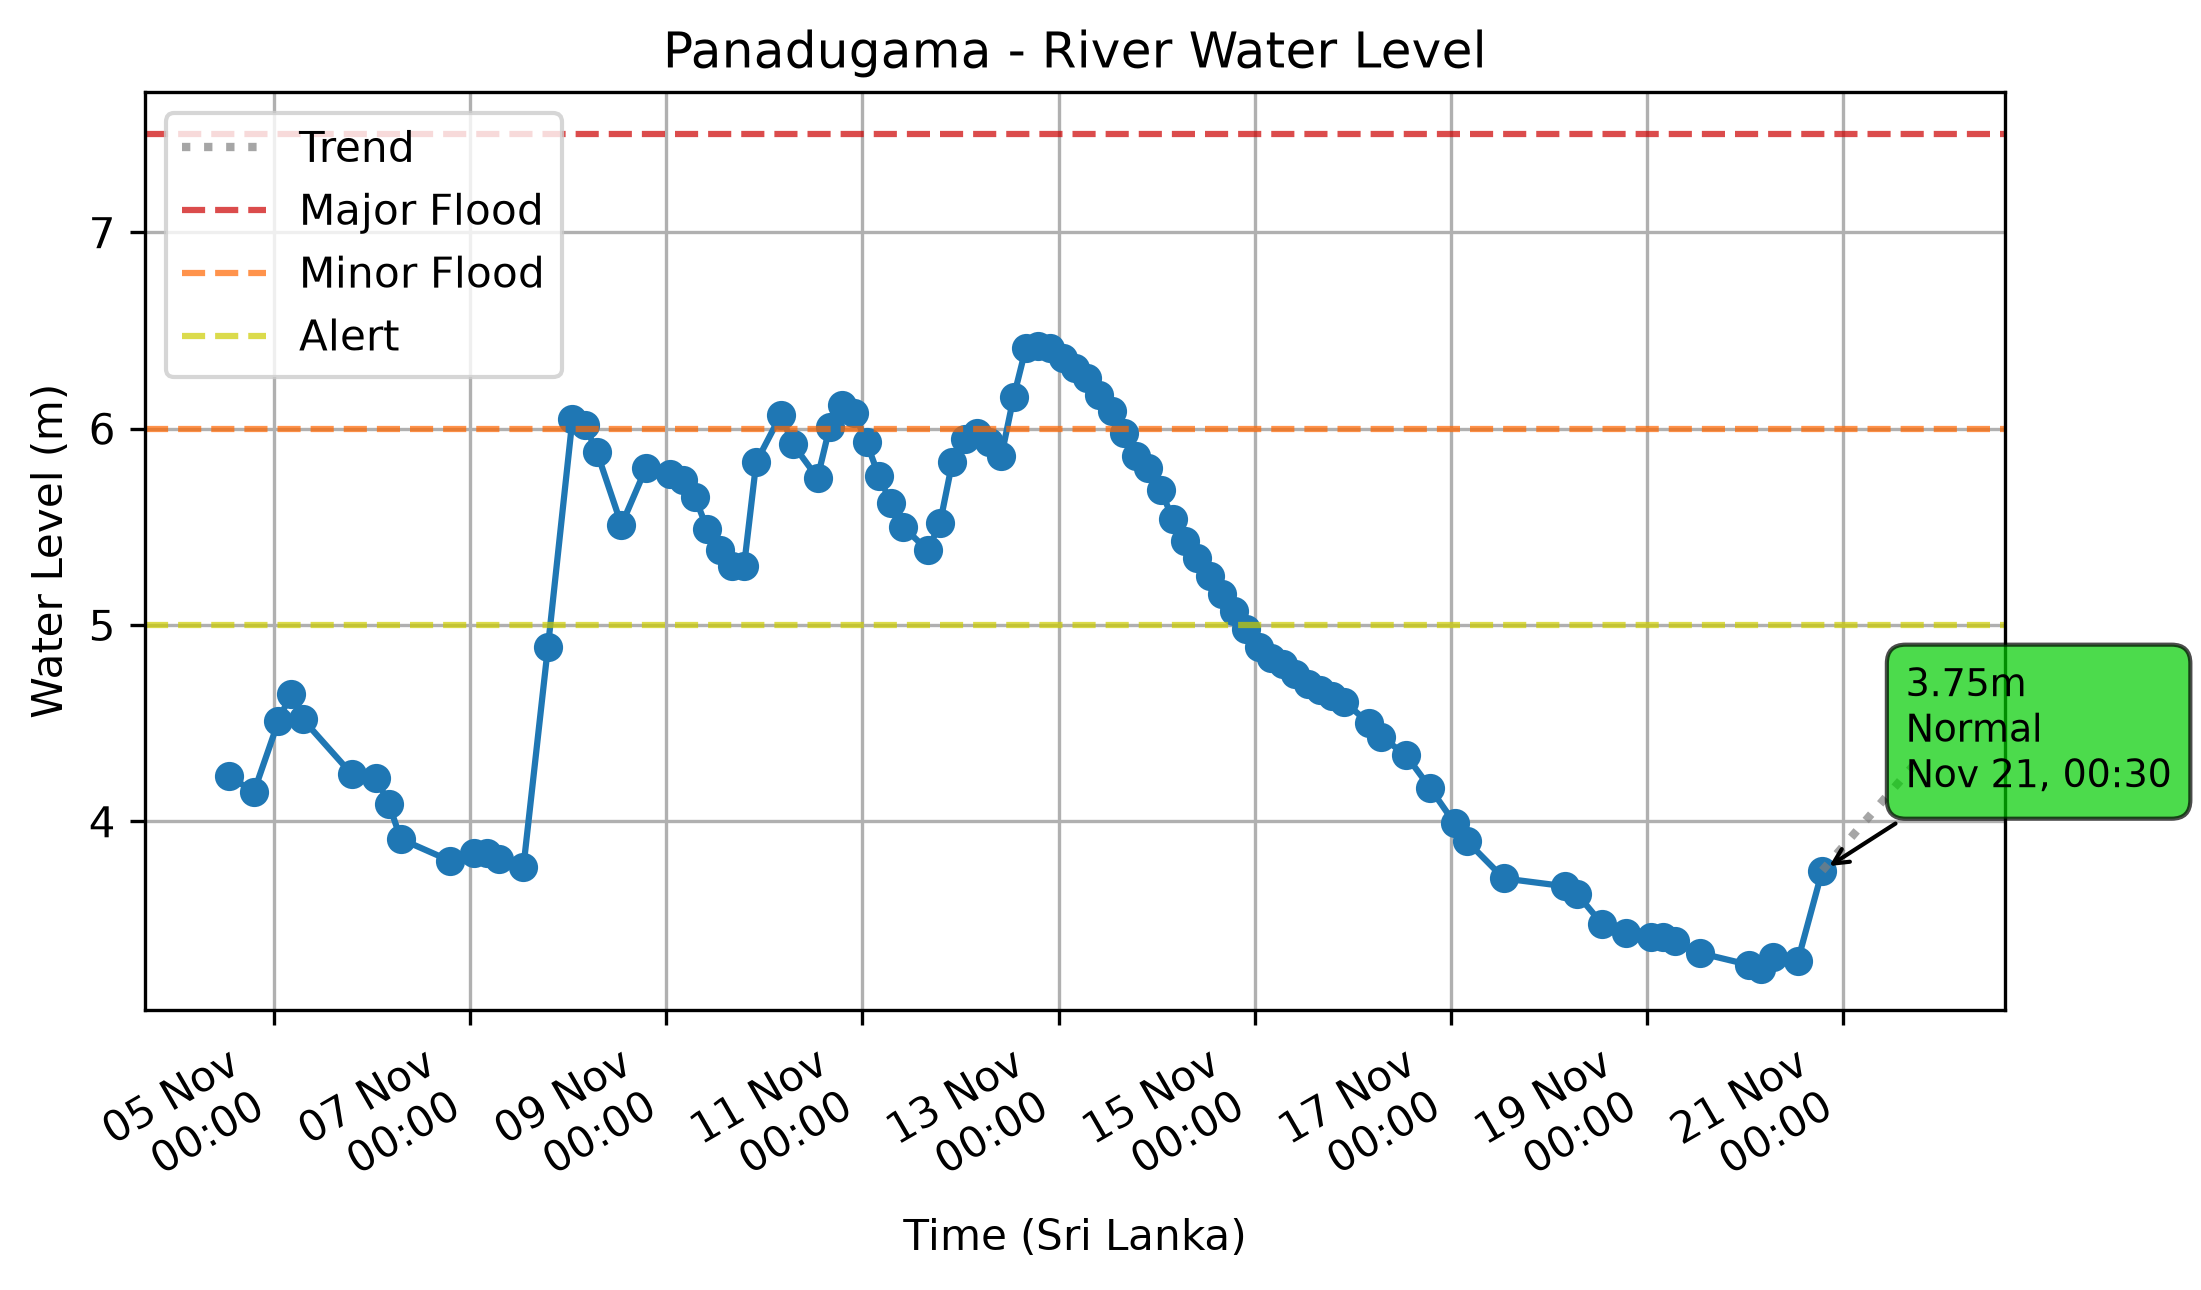 Panadugama - River Water Level
Trend
Major Flood
Minor Flood
Alert
7
6
5
4
Water Level (m)
3.75m
Normal
Nov 21, 00:30
05 Nov
00:00
07 Nov
00:00
09 Nov
00:00
11 Nov
00:00
13 Nov
00:00
15 Nov
00:00
17 Nov
00:00
19 Nov
00:00
21 Nov
00:00
Time (Sri Lanka)